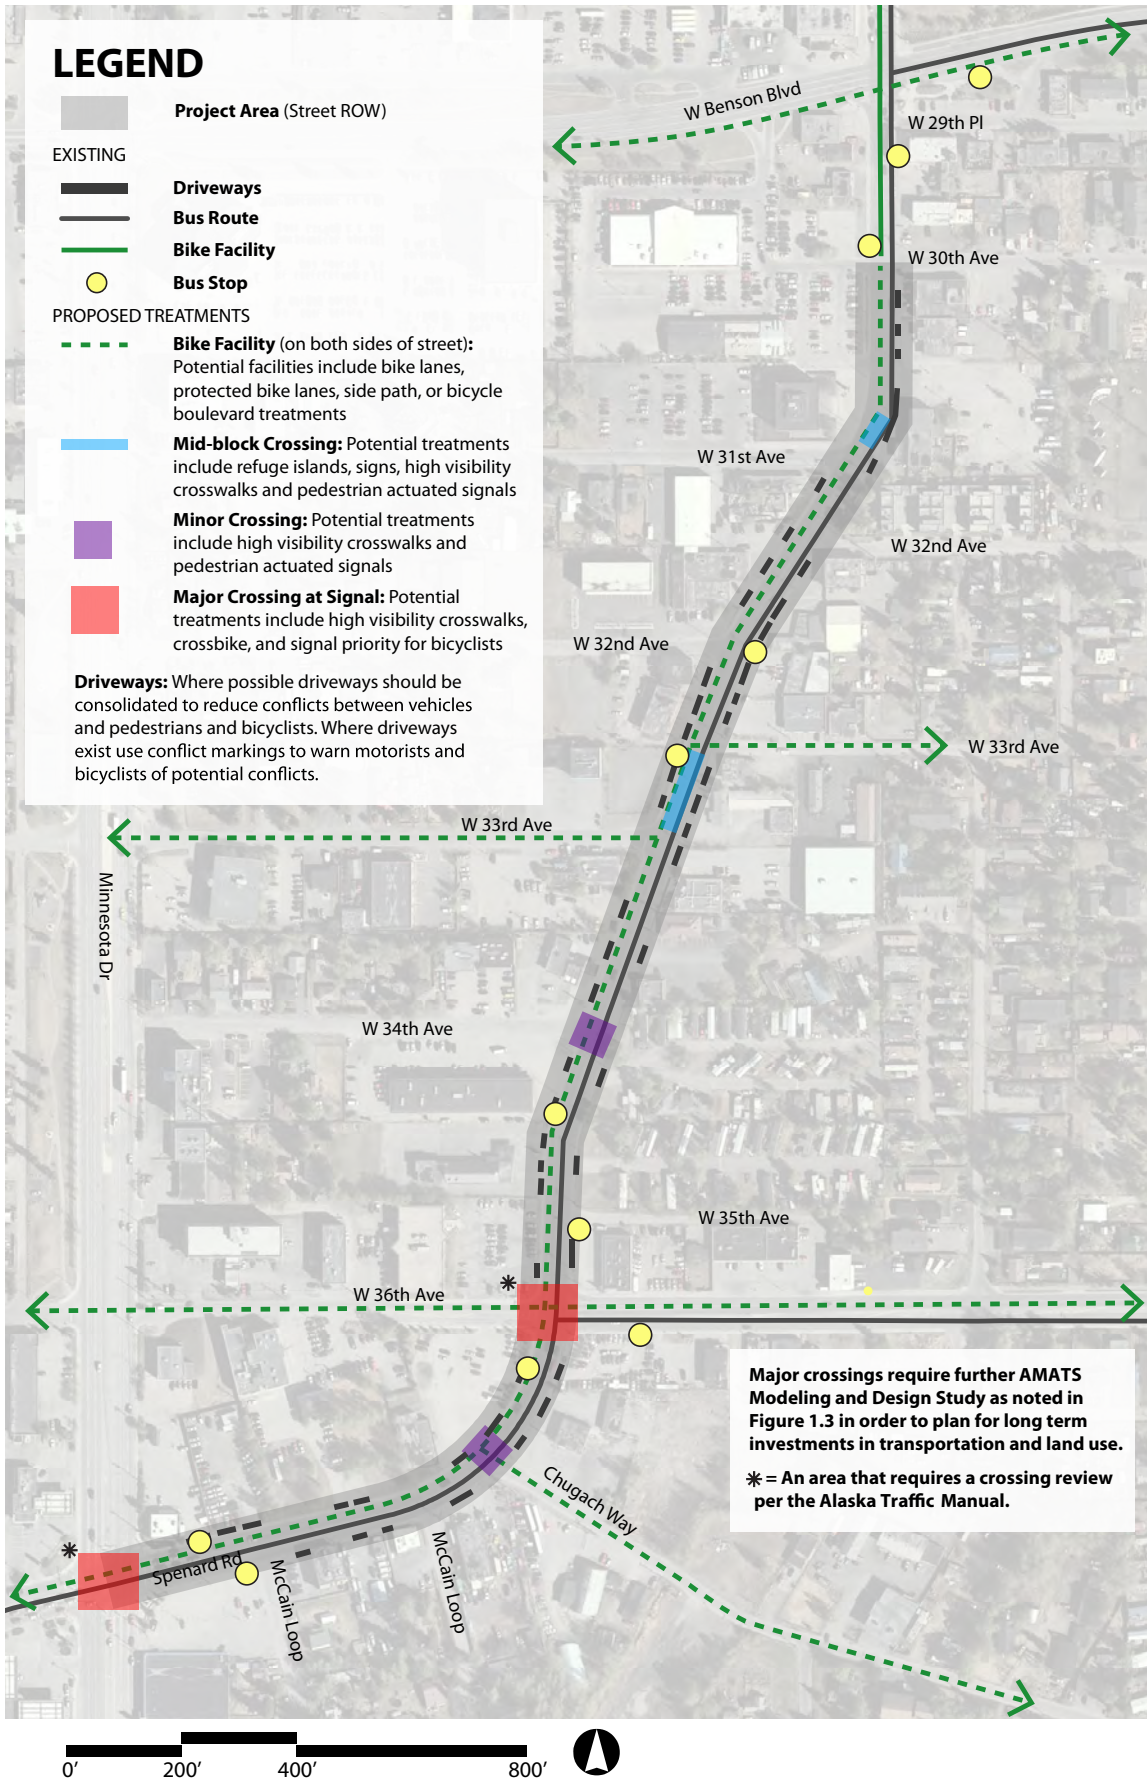 LEGEND
Project Area (Street ROW)
EXISTING
Driveways
Bus Route
Bike Facility
Bus Stop
PROPOSED TREATMENTS
Bike Facility (on both sides of street):
Potential facilities include bike lanes,
protected bike lanes, side path, or bicycle
boulevard treatments
Mid-block Crossing: Potential treatments
include refuge islands, signs, high visibility
crosswalks and pedestrian actuated signals
Minor Crossing: Potential treatments
include high visibility crosswalks and
pedestrian actuated signals
Major Crossing at Signal: Potential
treatments include high visibility crosswalks,
crossbike, and signal priority for bicyclists
Driveways: Where possible driveways should be
consolidated to reduce conflicts between vehicles
and pedestrians and bicyclists. Where driveways
exist use conflict markings to warn motorists and
bicyclists of potential conflicts.
W Benson Blvd
W 29th Pl
W 30th Ave
W 31st Ave
W 32nd Ave
W 32nd Ave
W 33rd Ave
W 33rd Ave
Minnesota Dr
W 34th Ave
W 35th Ave
W 36th Ave
Major crossings require further AMATS
Modeling and Design Study as noted in
Figure 1.3 in order to plan for long term
investments in transportation and land use.
* = An area that requires a crossing review
per the Alaska Traffic Manual.
Chugach Way
McCain Loop
McCain Loop
Spenard Rd
0' 200' 400' 800'